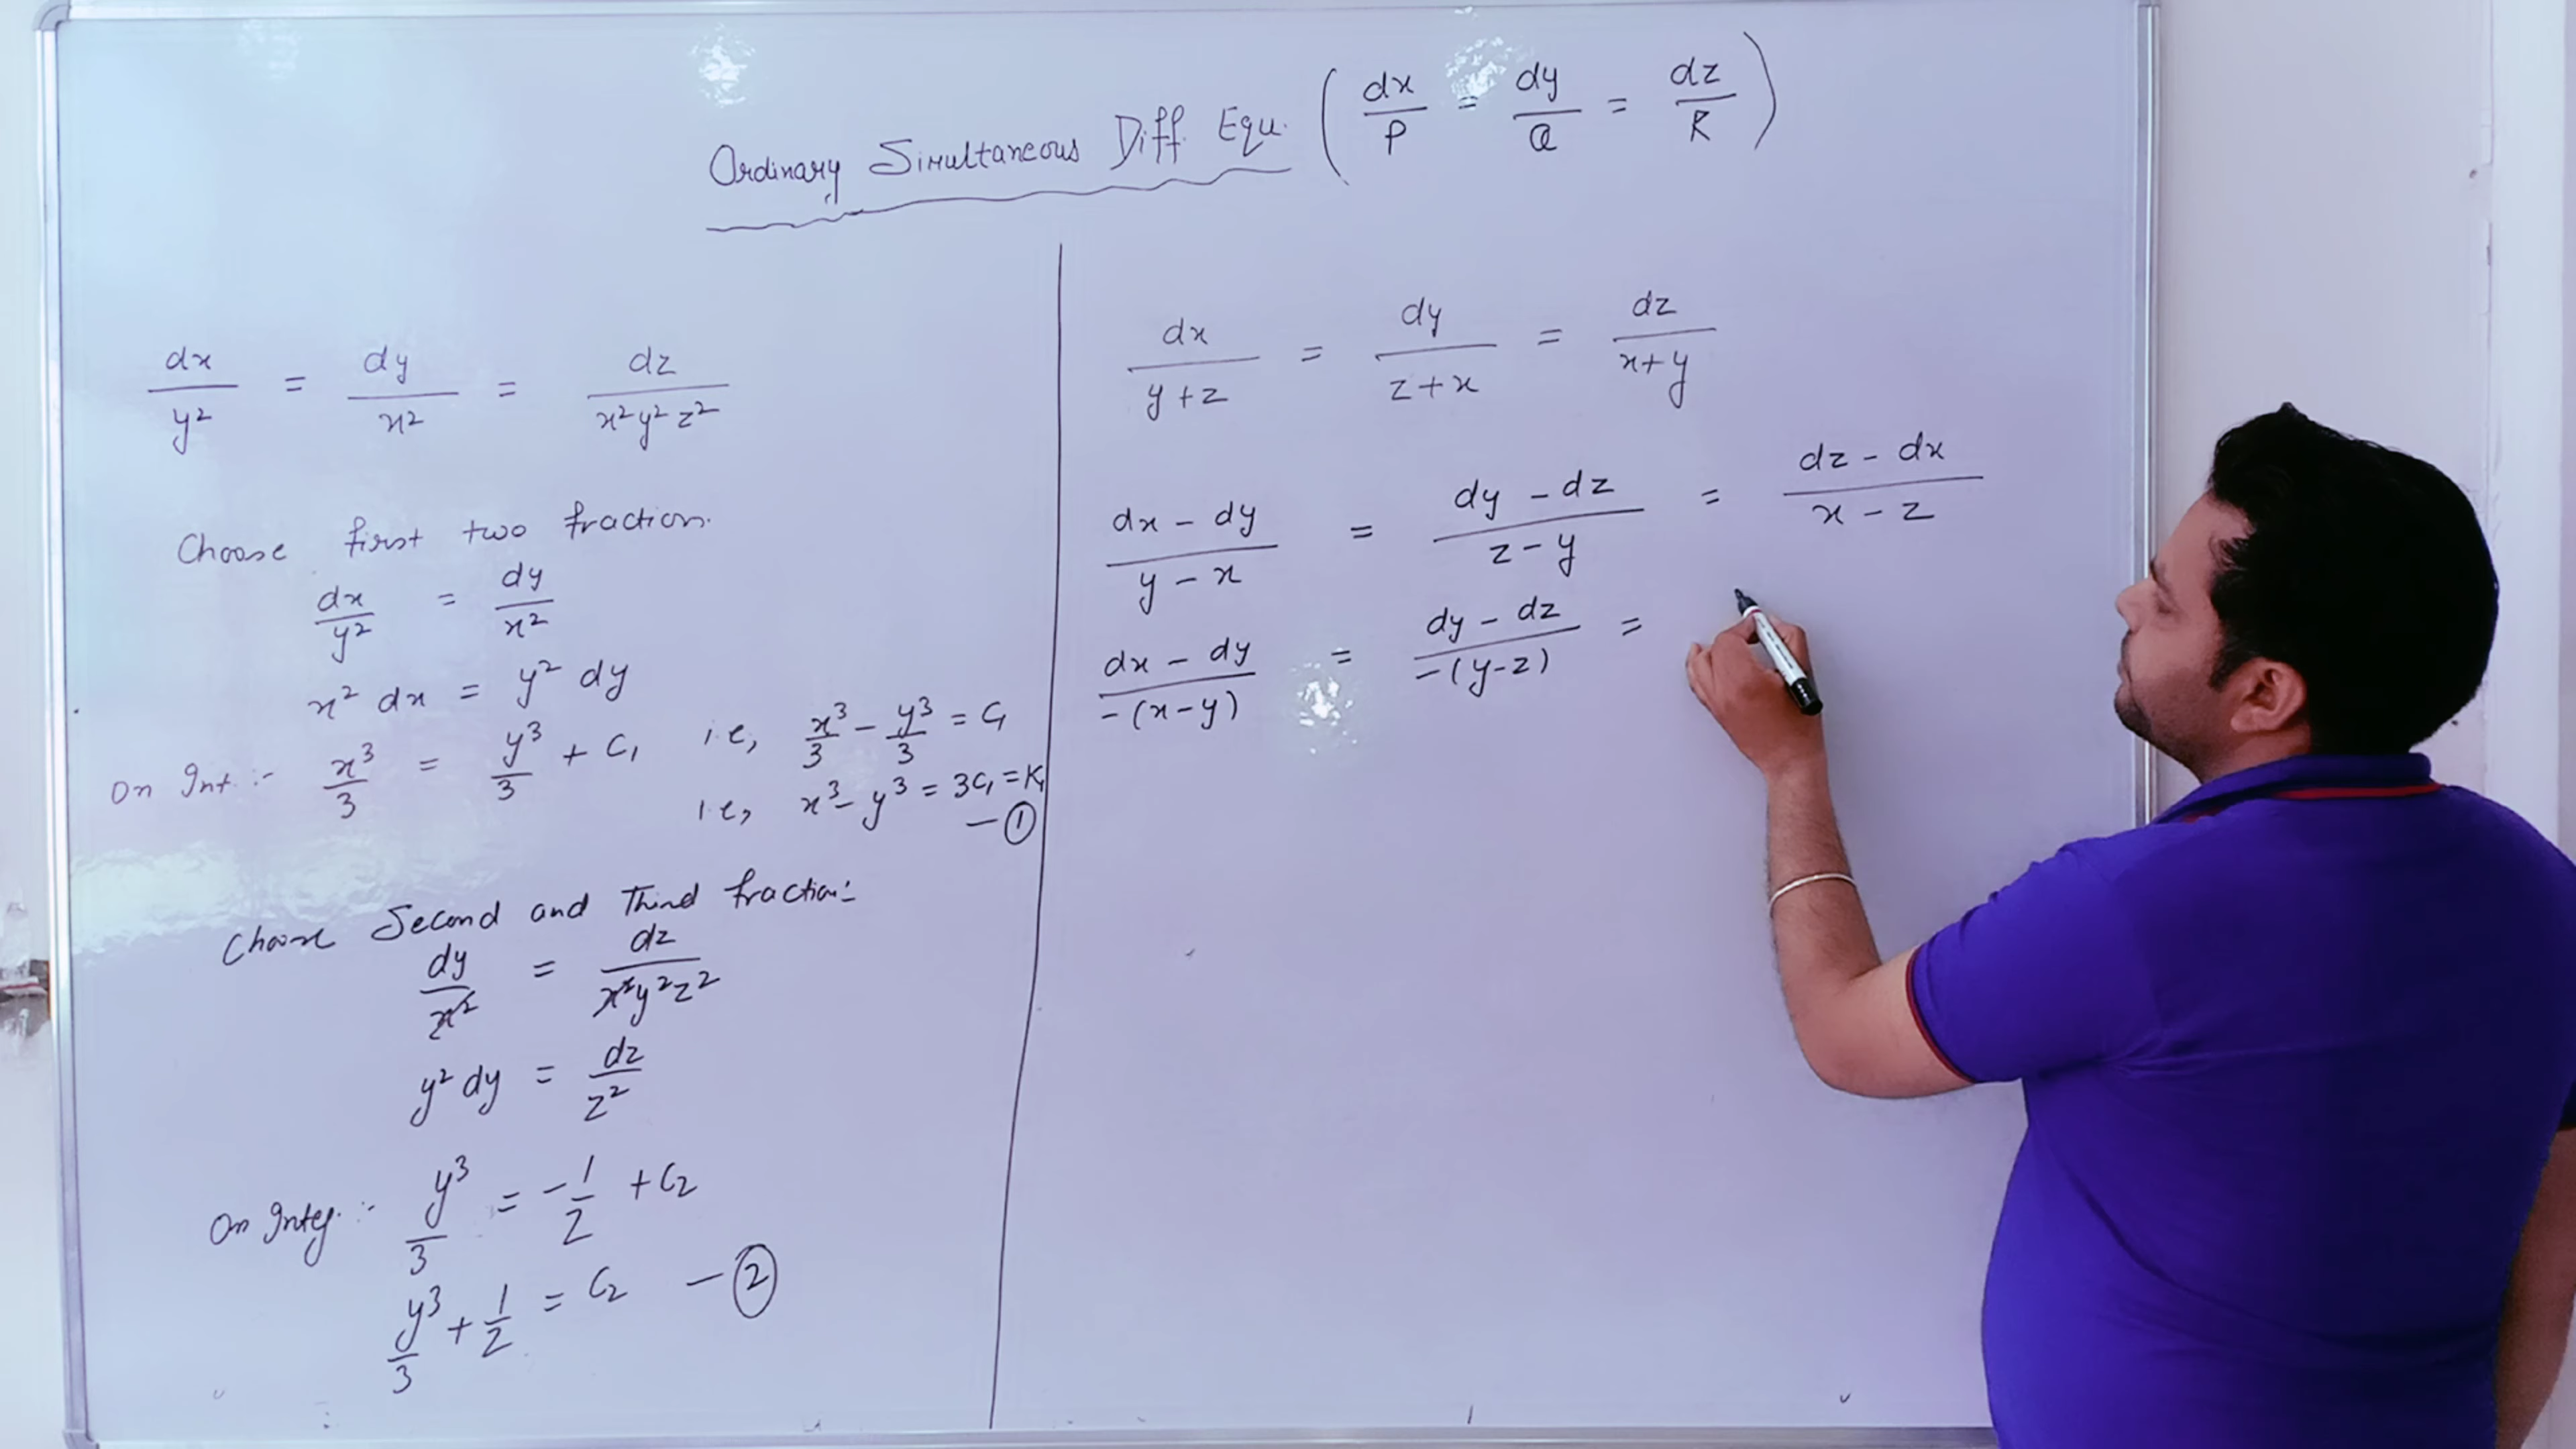 Ordinary Simultaneous Diff. Equ. (dx/P = dy/Q = dz/R)
dx/y² = dy/x² = dz/x²y²z²
Choose first two fraction.
dx/y² = dy/x²
x² dx = y² dy
On Int :- x³/3 = y³/3 + C₁ i.e, x³/3 - y³/3 = C₁
i.e, x³ - y³ = 3C₁ = K₁
- ①
Choose Second and Third fraction:-
dy/x² = dz/x²y²z²
y² dy = dz/z²
On Integ. :- y³/3 = -1/z + C₂
y³/3 + 1/z = C₂ - ②
dx/y+z = dy/z+x = dz/x+y
dx - dy/y - x = dy - dz/z - y = dz - dx/x - z
dx - dy/-(x-y) = dy - dz/-(y-z) =